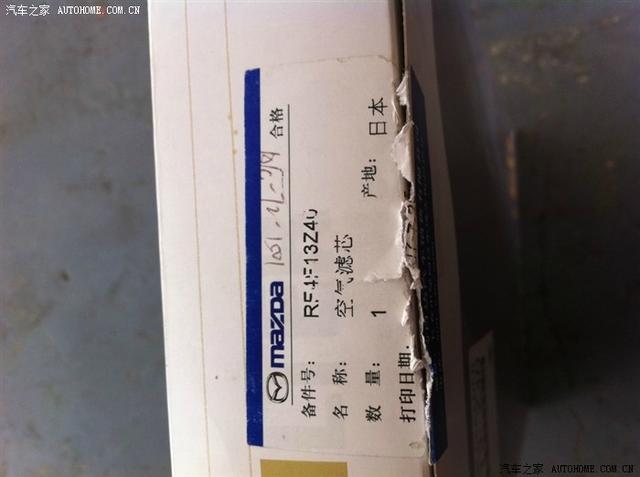 汽车之家 AUTOHOME.COM.CN
mazda 合格
备件号: RF4F13Z40
名 称: 空气滤芯
数 量: 1 产地: 日本
打印日期:
汽车之家 AUTOHOME.COM.CN